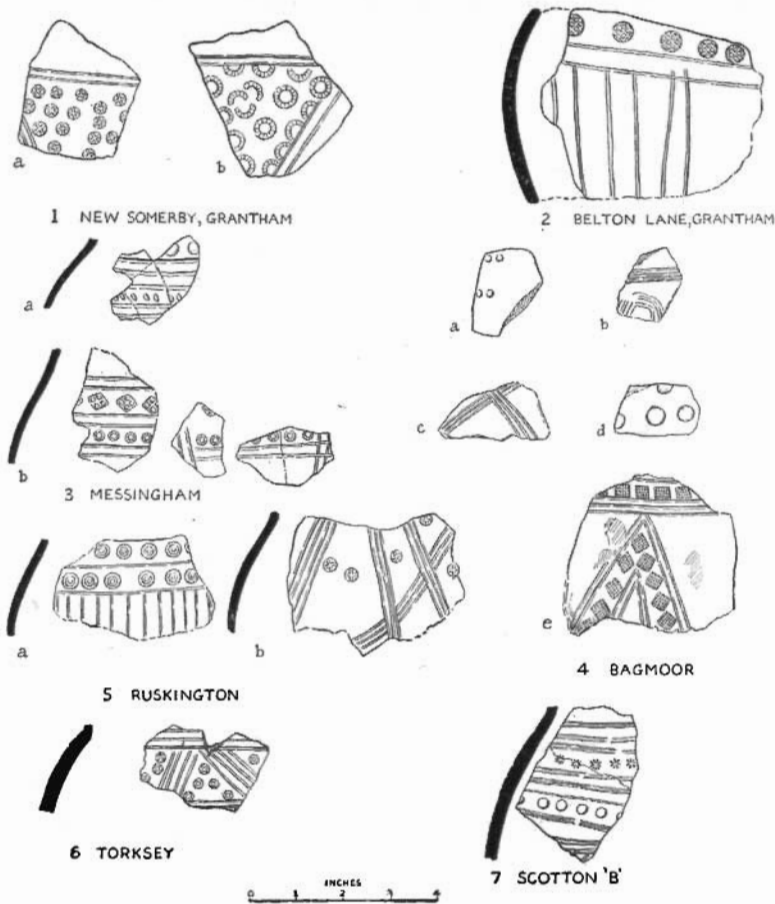 a
b
1 NEW SOMERBY, GRANTHAM
2 BELTON LANE, GRANTHAM
a
b
3 MESSINGHAM
a
b
c
d
e
4 BAGMOOR
a
b
5 RUSKINGTON
6 TORKSEY
7 SCOTTON 'B'
INCHES
0 1 2 3 4